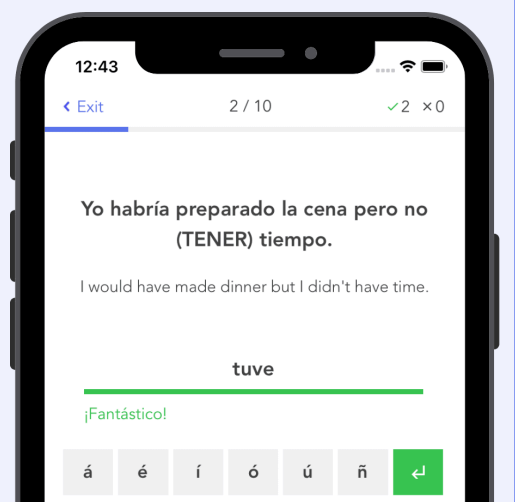 12:43
Exit 2 / 10 ✓2 ×0
Yo habría preparado la cena pero no
(TENER) tiempo.
I would have made dinner but I didn't have time.
tuve
¡Fantástico!
á é í ó ú ñ